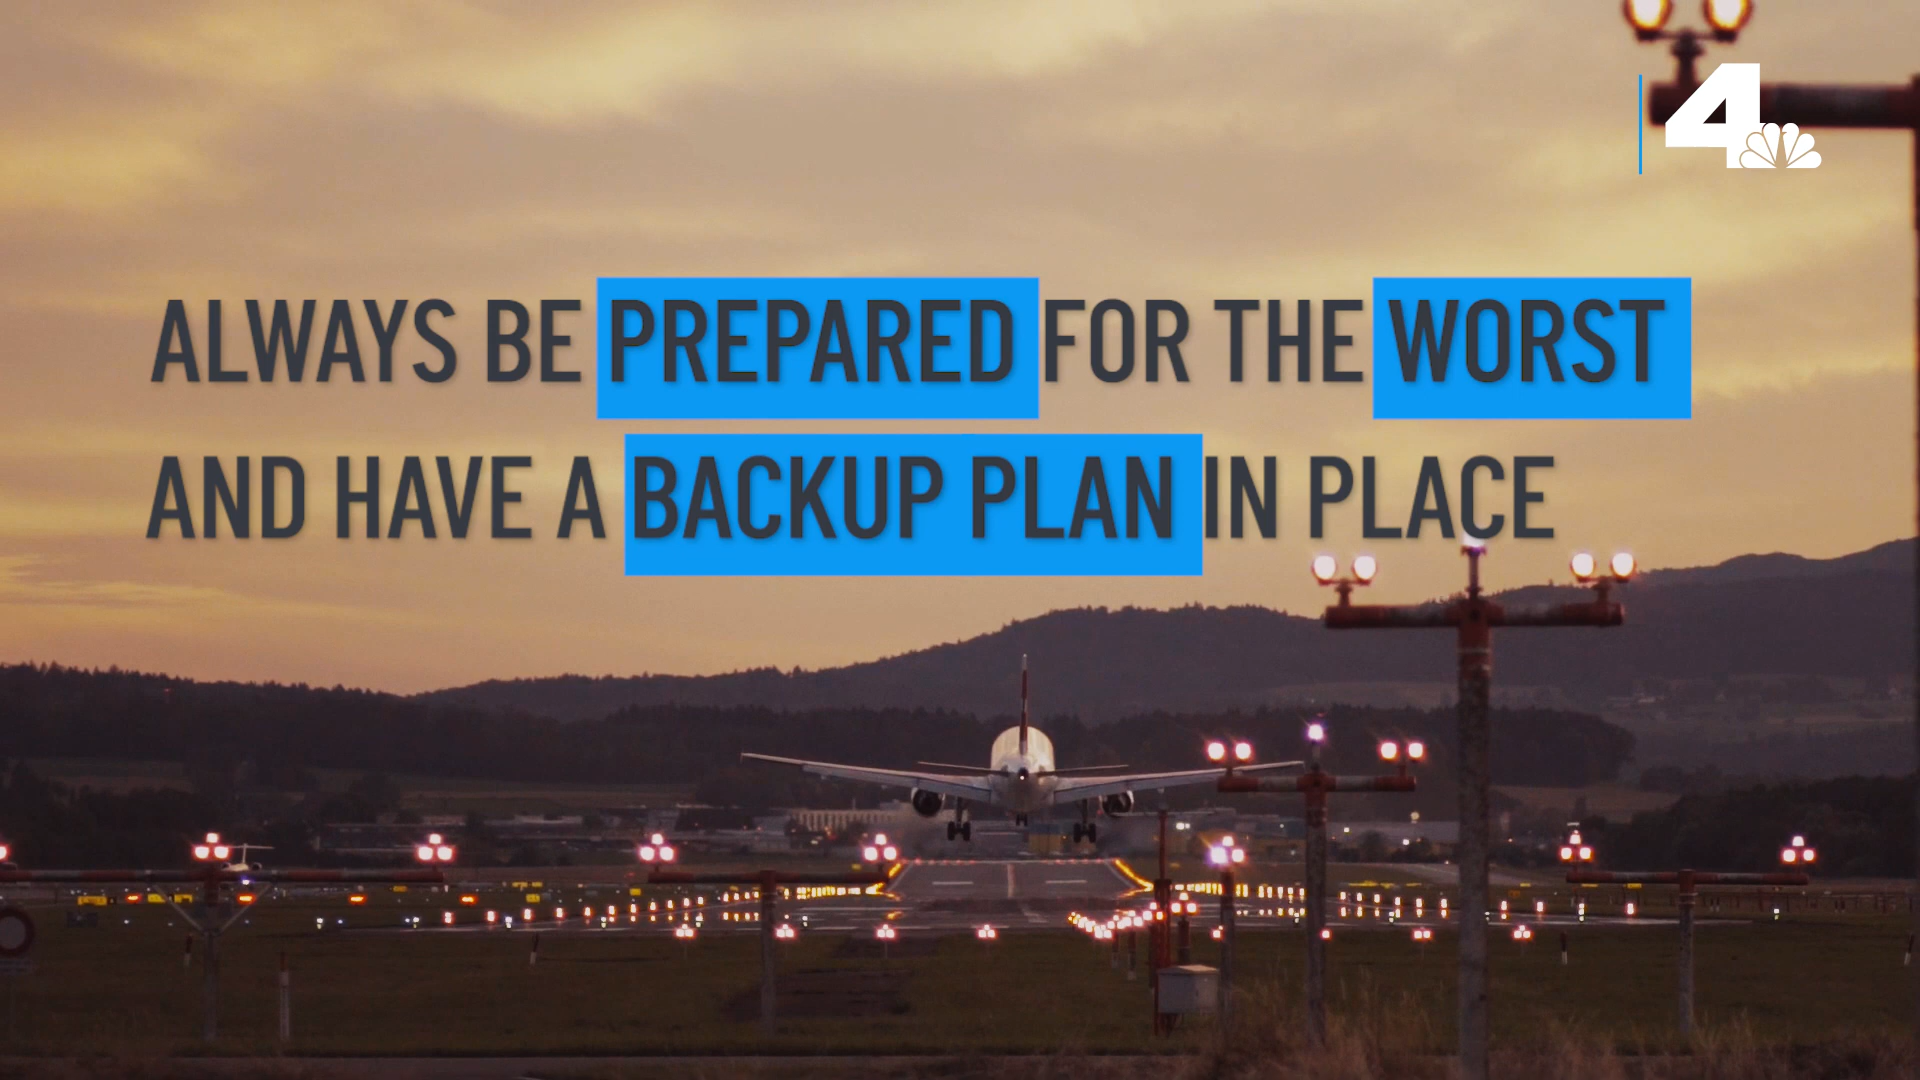 4
ALWAYS BE PREPARED FOR THE WORST
AND HAVE A BACKUP PLAN IN PLACE